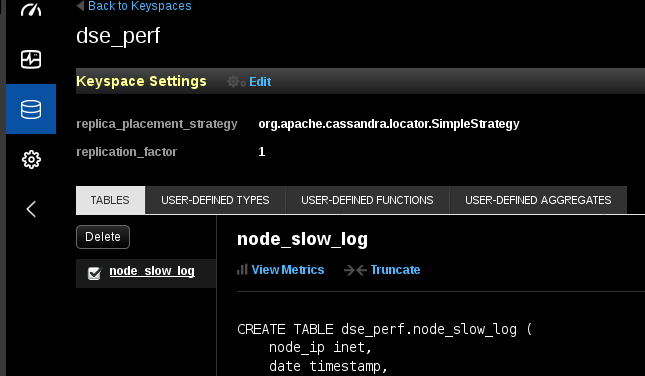 Back to Keyspaces
dse_perf
Keyspace Settings Edit
replica_placement_strategy org.apache.cassandra.locator.SimpleStrategy
replication_factor 1
TABLES USER-DEFINED TYPES USER-DEFINED FUNCTIONS USER-DEFINED AGGREGATES
Delete
node_slow_log
node_slow_log
View Metrics Truncate
CREATE TABLE dse_perf.node_slow_log (
node_ip inet,
date timestamp,